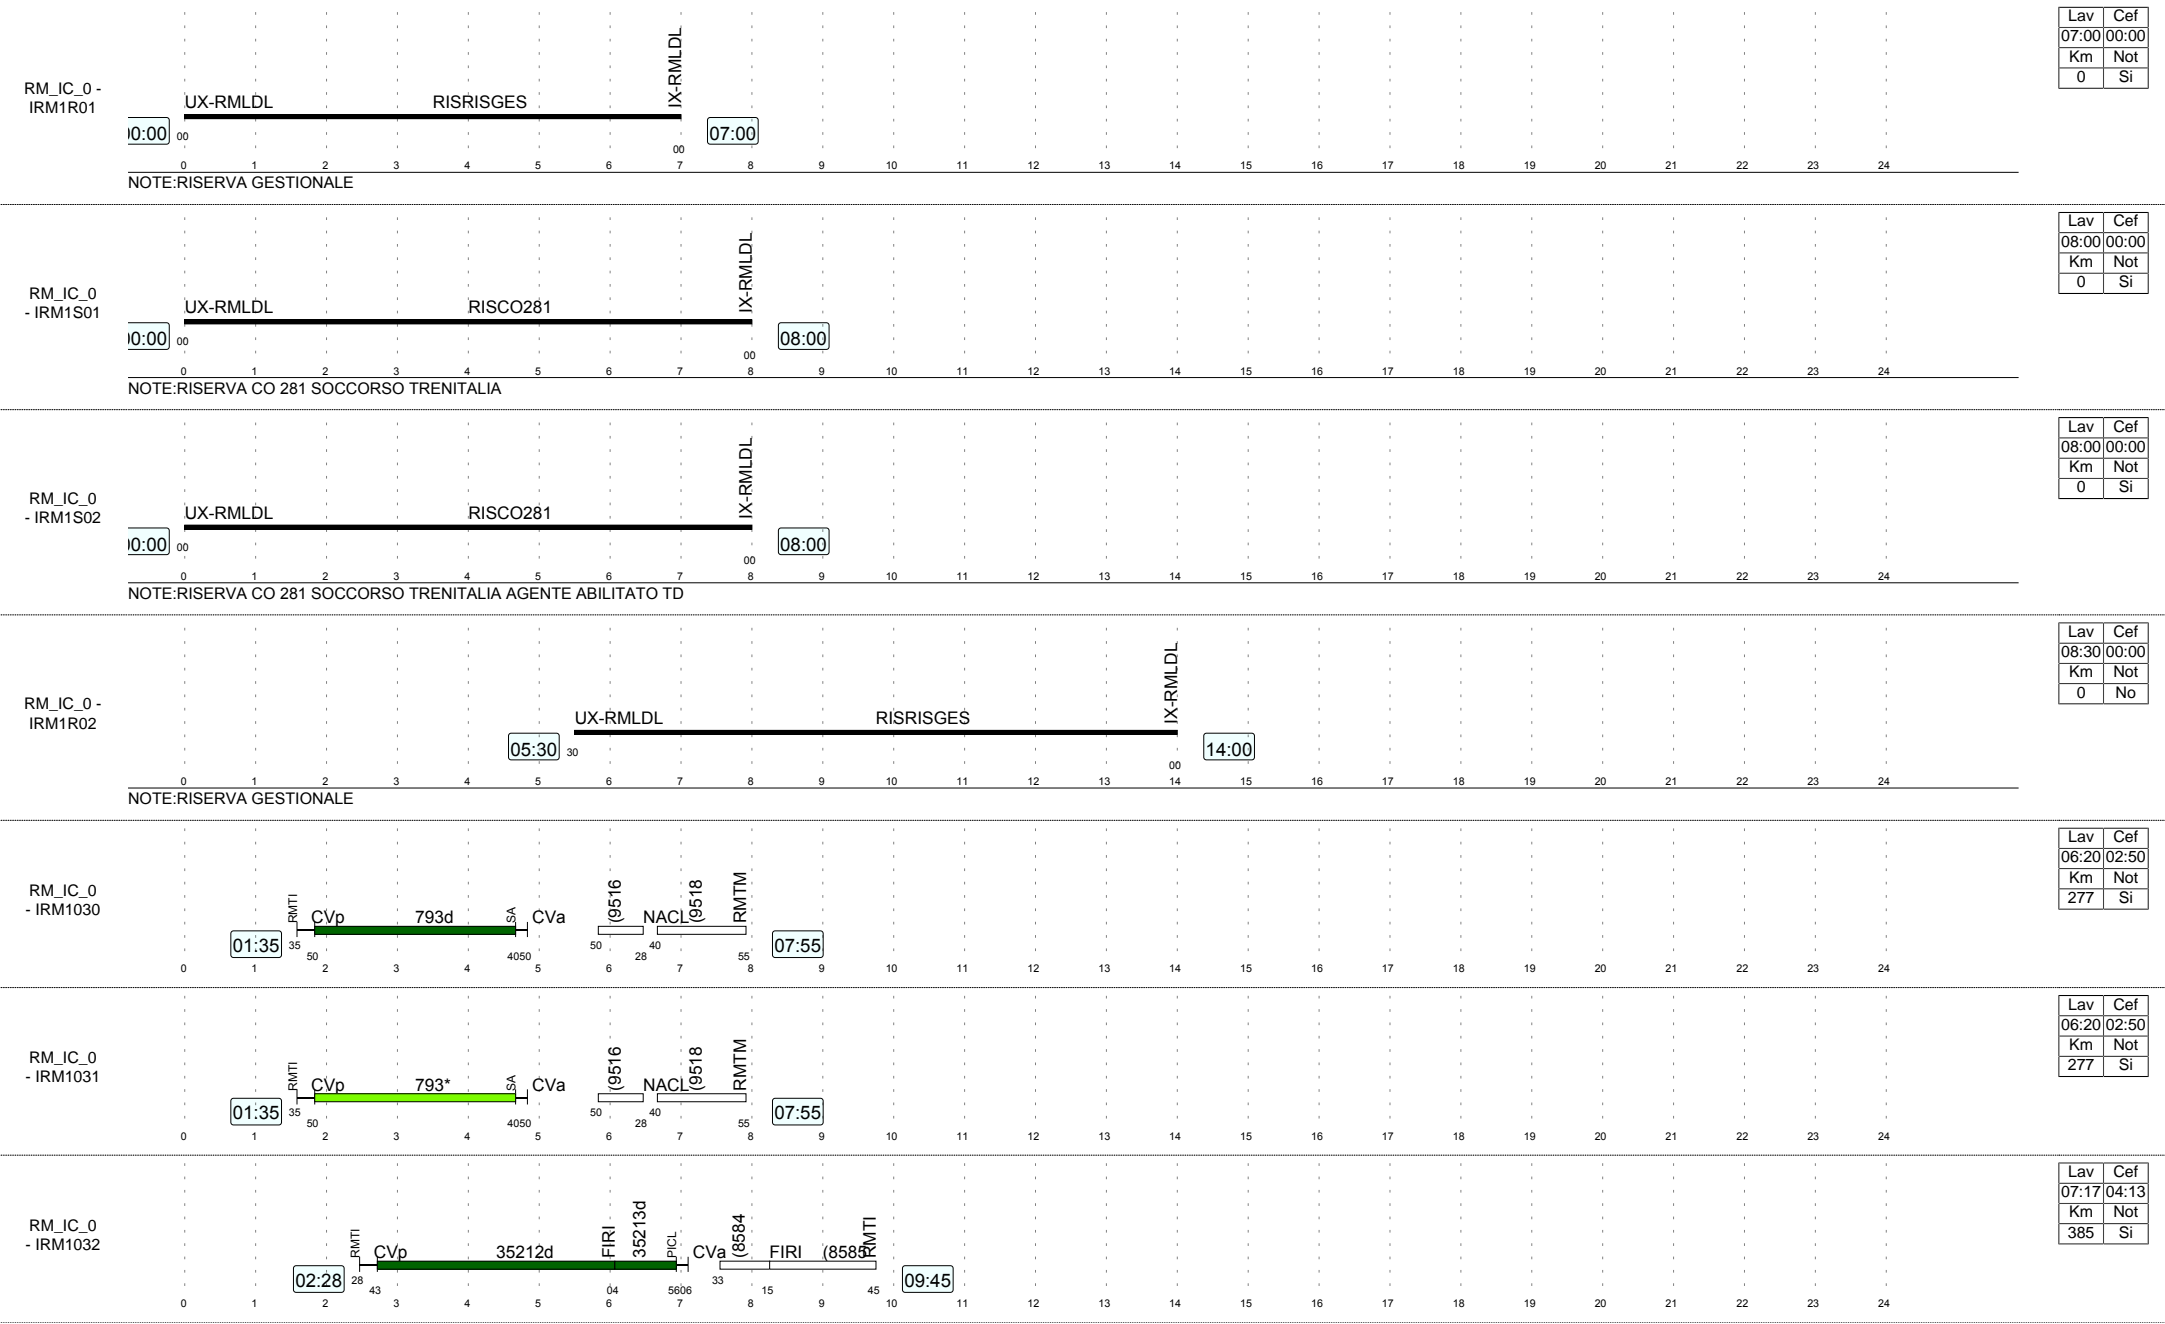 Lav Cef
07:00 00:00
Km Not
0 Si
RM_IC_0 -
IRM1R01
UX-RMLDL RISRISGES IX-RMLDL
00:00 00 07:00
00
0 1 2 3 4 5 6 7 8 9 10 11 12 13 14 15 16 17 18 19 20 21 22 23 24
NOTE:RISERVA GESTIONALE
Lav Cef
08:00 00:00
Km Not
0 Si
RM_IC_0
- IRM1S01
UX-RMLDL RISCO281 IX-RMLDL
00:00 00 08:00
00
0 1 2 3 4 5 6 7 8 9 10 11 12 13 14 15 16 17 18 19 20 21 22 23 24
NOTE:RISERVA CO 281 SOCCORSO TRENITALIA
Lav Cef
08:00 00:00
Km Not
0 Si
RM_IC_0
- IRM1S02
UX-RMLDL RISCO281 IX-RMLDL
00:00 00 08:00
00
0 1 2 3 4 5 6 7 8 9 10 11 12 13 14 15 16 17 18 19 20 21 22 23 24
NOTE:RISERVA CO 281 SOCCORSO TRENITALIA AGENTE ABILITATO TD
Lav Cef
08:30 00:00
Km Not
0 No
RM_IC_0 -
IRM1R02
UX-RMLDL RISRISGES IX-RMLDL
05:30 30 14:00
00
0 1 2 3 4 5 6 7 8 9 10 11 12 13 14 15 16 17 18 19 20 21 22 23 24
NOTE:RISERVA GESTIONALE
Lav Cef
06:20 02:50
Km Not
277 Si
RM_IC_0
- IRM1030
RMTI CVp 793d SA CVa (9516 NACL (9518 RMTM
01:35 35 50 28 40 07:55
50 4050 55
0 1 2 3 4 5 6 7 8 9 10 11 12 13 14 15 16 17 18 19 20 21 22 23 24
Lav Cef
06:20 02:50
Km Not
277 Si
RM_IC_0
- IRM1031
RMTI CVp 793* SA CVa (9516 NACL (9518 RMTM
01:35 35 50 28 40 07:55
50 4050 55
0 1 2 3 4 5 6 7 8 9 10 11 12 13 14 15 16 17 18 19 20 21 22 23 24
Lav Cef
07:17 04:13
Km Not
385 Si
RM_IC_0
- IRM1032
RMTI CVp 35212d FIRI 35213d PICL CVa (8584 FIRI (8585 RMTI
02:28 28 33 09:45
43 04 5606 15 45
0 1 2 3 4 5 6 7 8 9 10 11 12 13 14 15 16 17 18 19 20 21 22 23 24